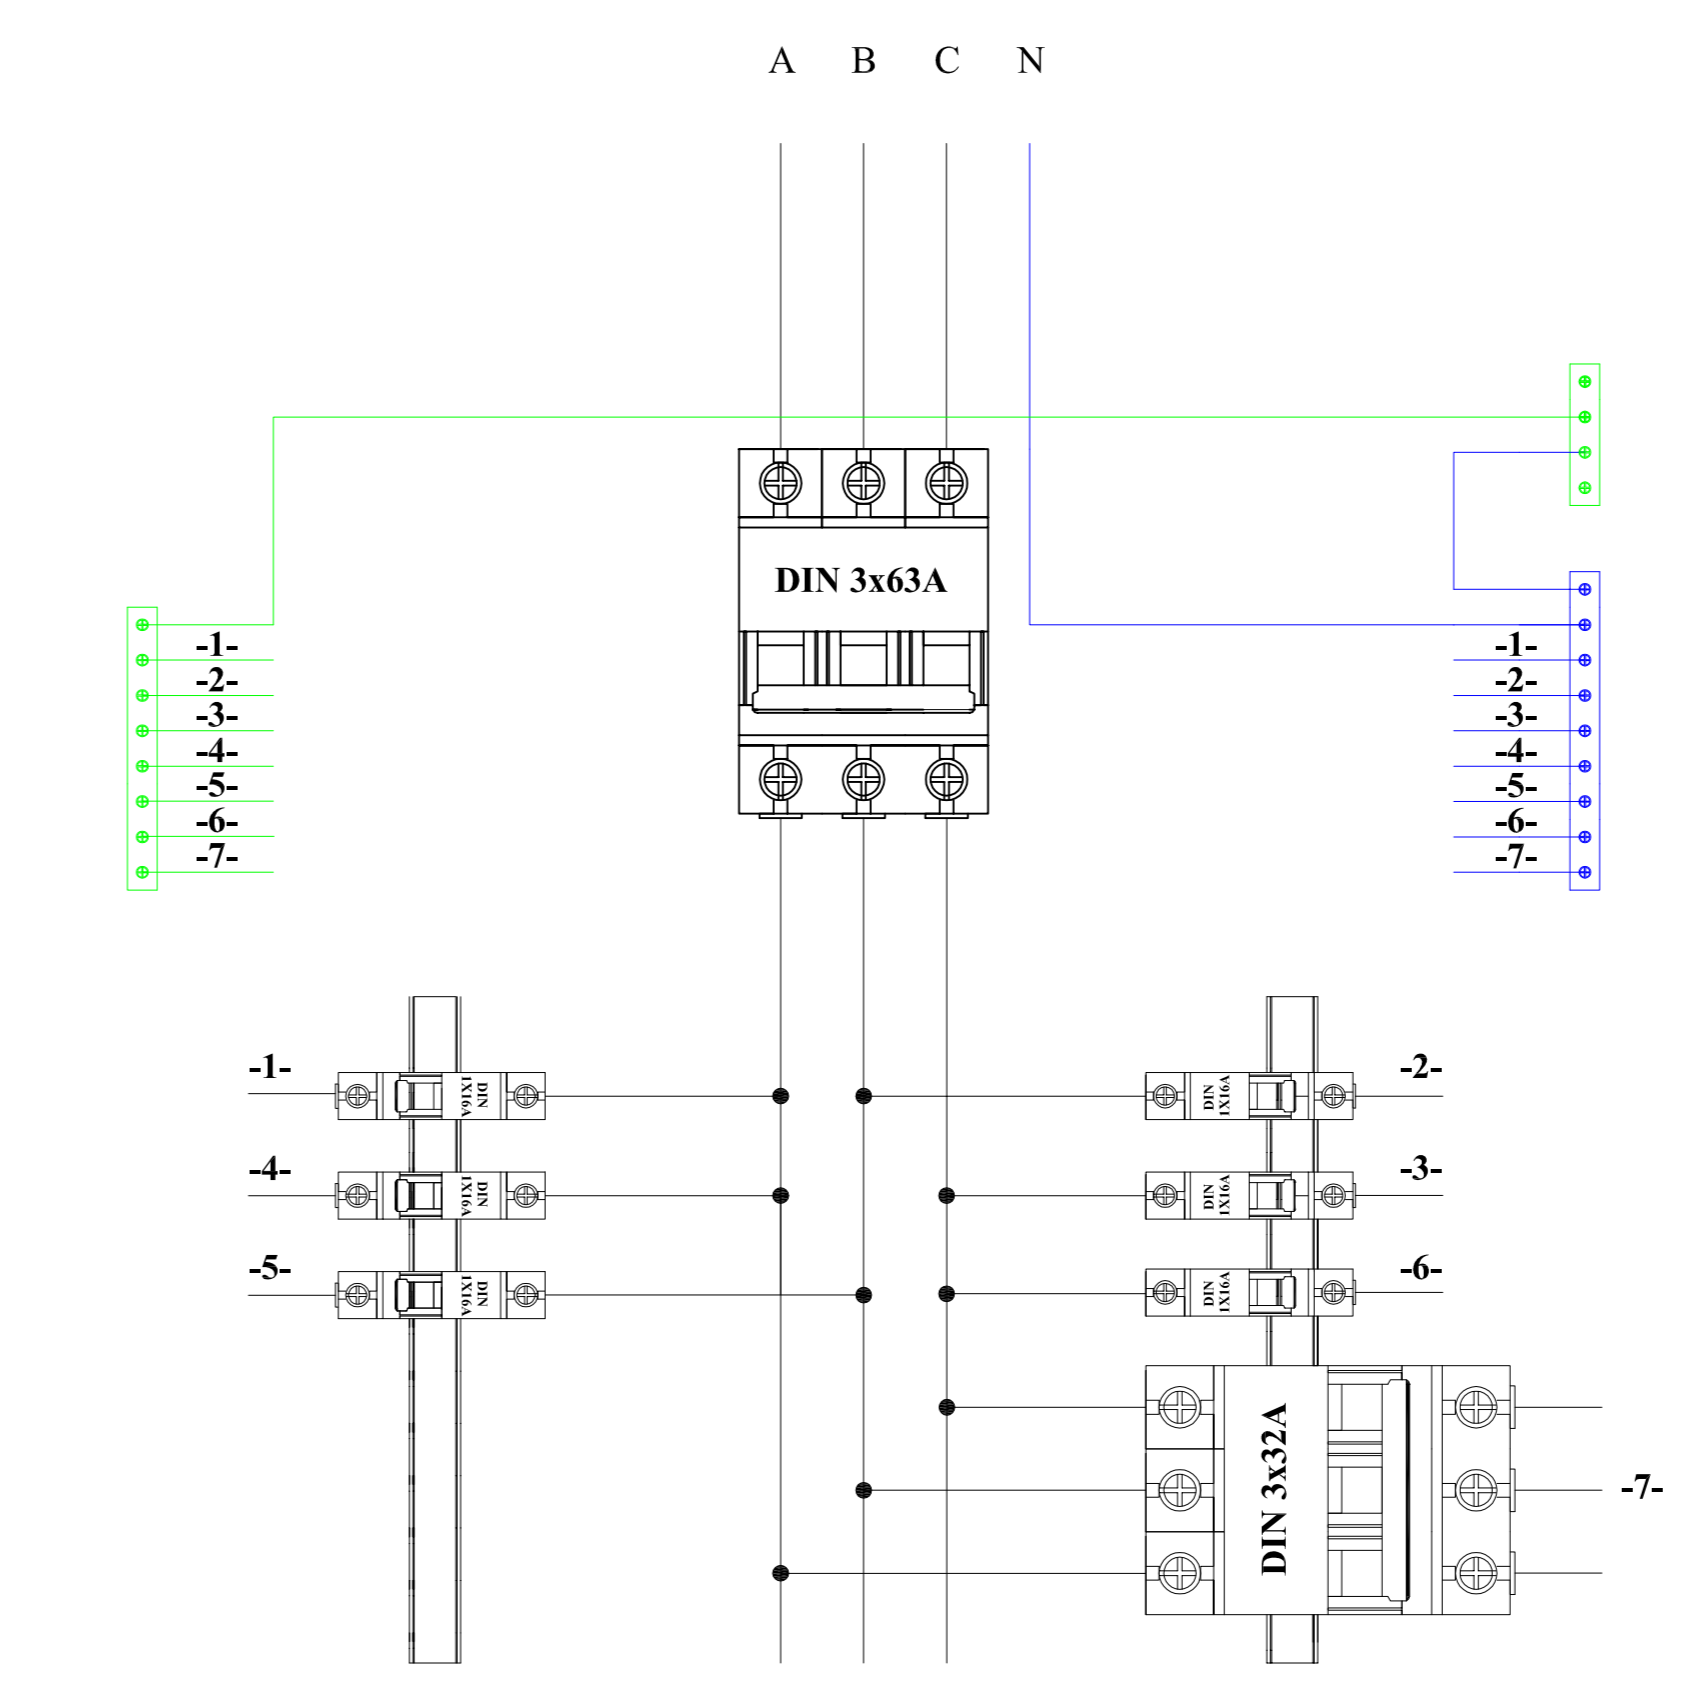 A B C N
DIN 3x63A
-1- -1-
-2- -2-
-3- -3-
-4- -4-
-5- -5-
-6- -6-
-7- -7-
-1-
DIN
1X16A
DIN
1X16A
-2-
-4-
DIN
1X16A
DIN
1X16A
-3-
-5-
DIN
1X16A
DIN
1X16A
-6-
DIN 3x32A
-7-